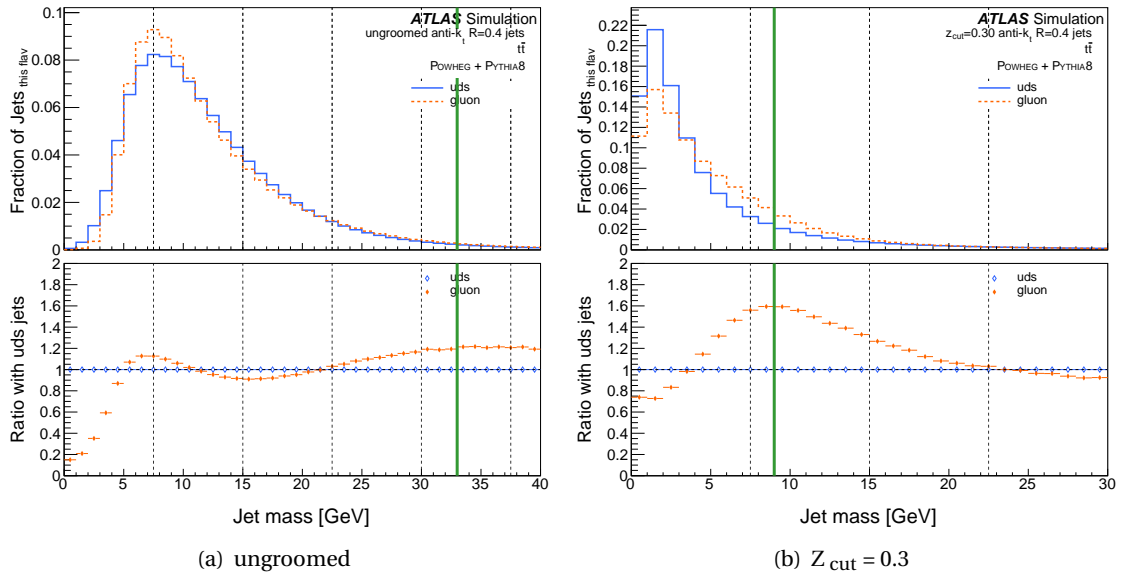 ATLAS Simulation
ungroomed anti-k t R=0.4 jets
tt̄
POWHEG + PYTHIA8
uds
gluon
Fraction of Jets this flav
0.1
0.08
0.06
0.04
0.02
0
2
1.8
1.6
1.4
1.2
1
0.8
0.6
0.4
0.2
0
uds
gluon
Ratio with uds jets
0 5 10 15 20 25 30 35 40
Jet mass [GeV]
(a) ungroomed
ATLAS Simulation
z cut=0.30 anti-k t R=0.4 jets
tt̄
POWHEG + PYTHIA8
uds
gluon
Fraction of Jets this flav
0.22
0.2
0.18
0.16
0.14
0.12
0.1
0.08
0.06
0.04
0.02
2
1.8
1.6
1.4
1.2
1
0.8
0.6
0.4
0.2
0
uds
gluon
Ratio with uds jets
0 5 10 15 20 25 30
Jet mass [GeV]
(b) Z cut = 0.3